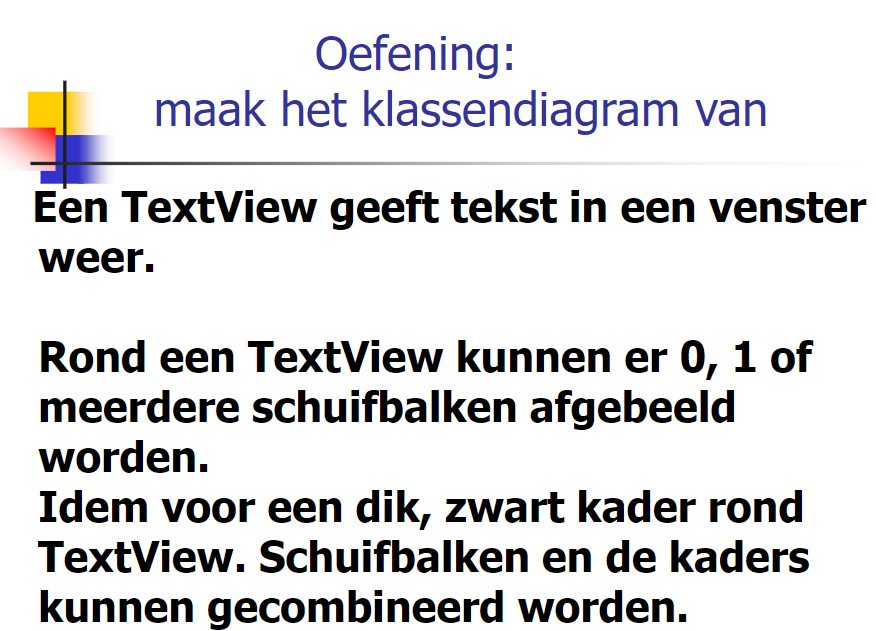 Oefening:
maak het klassendiagram van
Een TextView geeft tekst in een venster
weer.
Rond een TextView kunnen er 0, 1 of
meerdere schuifbalken afgebeeld
worden.
Idem voor een dik, zwart kader rond
TextView. Schuifbalken en de kaders
kunnen gecombineerd worden.